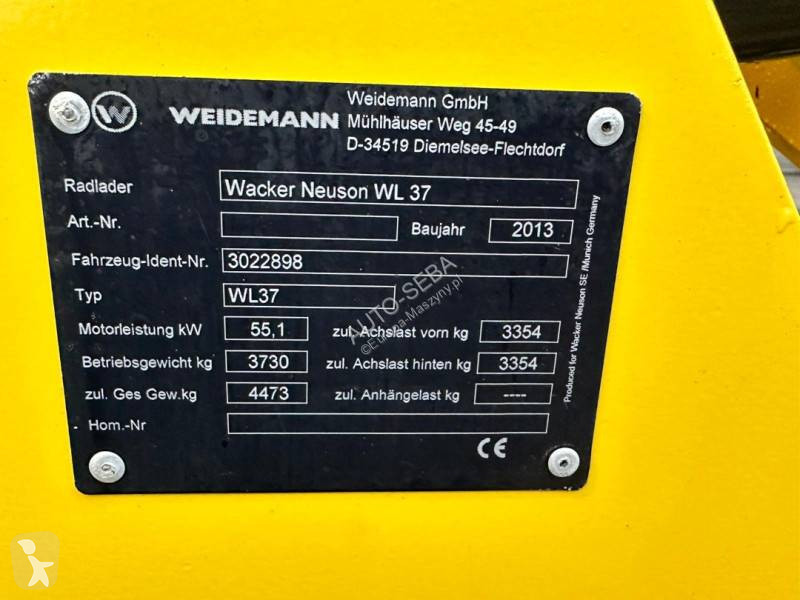 W WEIDEMANN
Weidemann GmbH
Mühlhäuser Weg 45-49
D-34519 Diemelsee-Flechtdorf
Radlader Wacker Neuson WL 37
Art.-Nr. Baujahr 2013
Fahrzeug-Ident-Nr. 3022898
Typ WL37
Motorleistung kW 55,1 zul. Achslast vorn kg 3354
Betriebsgewicht kg 3730 zul. Achslast hinten kg 3354
zul. Ges Gew.kg 4473 zul. Anhängelast kg ----
Hom.-Nr
CE
Produced for Wacker Neuson SE /Munich Germany
AUTO-SEBA
©Europa-Maszyny.pl